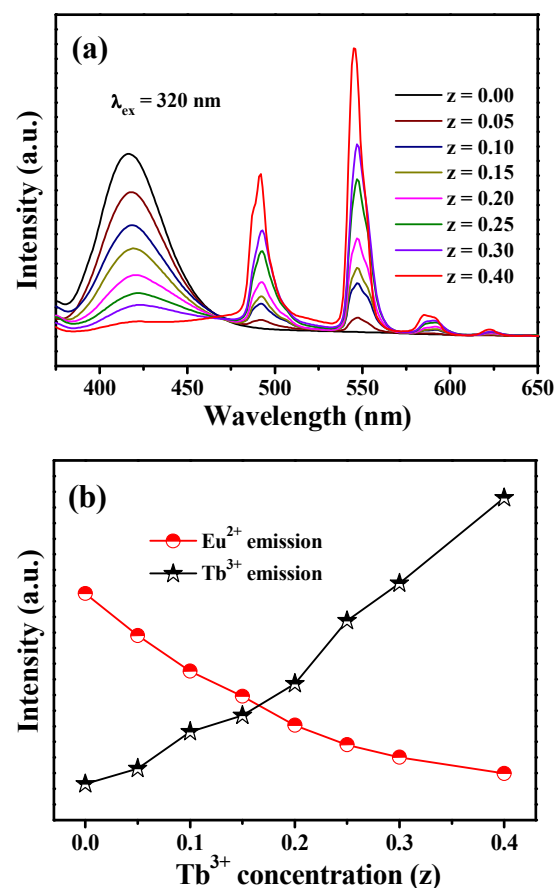 (a)
λex = 320 nm
z = 0.00
z = 0.05
z = 0.10
z = 0.15
z = 0.20
z = 0.25
z = 0.30
z = 0.40
Intensity (a.u.)
400 450 500 550 600 650
Wavelength (nm)
(b)
Eu²⁺ emission
Tb³⁺ emission
Intensity (a.u.)
0.0 0.1 0.2 0.3 0.4
Tb³⁺ concentration (z)